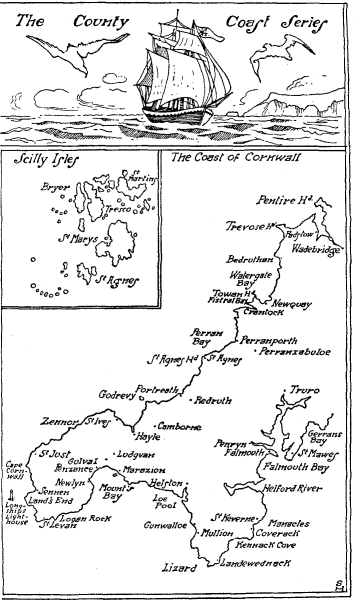 The County Coast Series
Scilly Isles
St Martins
Bryer
Tresco
St Marys
St Agnes
The Coast of Cornwall
Pentire Hd
Trevose Hd
Padstow
Wadebridge
Bedruthan
Watergate
Bay
Towan Hd
Fistral Bay
Newquay
Crantock
Perran
Bay
Perranporth
Perranzabuloe
St Agnes Hd
St Agnes
Portreath
Godrevy
Redruth
Truro
Zennor
St Ives
Camborne
Hayle
Gerrans
Bay
Penryn
Falmouth
St Mawes
Falmouth Bay
Cape
Corn-
wall
St Just
Ludgvan
Gulval
Penzance
Marazion
Newlyn
Mount's
Bay
Helston
Helford River
Sennen
Land's End
Loe
Pool
Long-
ships
Light-
house
Logan Rock
St Levan
Gunwalloe
St Keverne
Manacles
Coverack
Mullion
Kennack Cove
Landewednack
Lizard